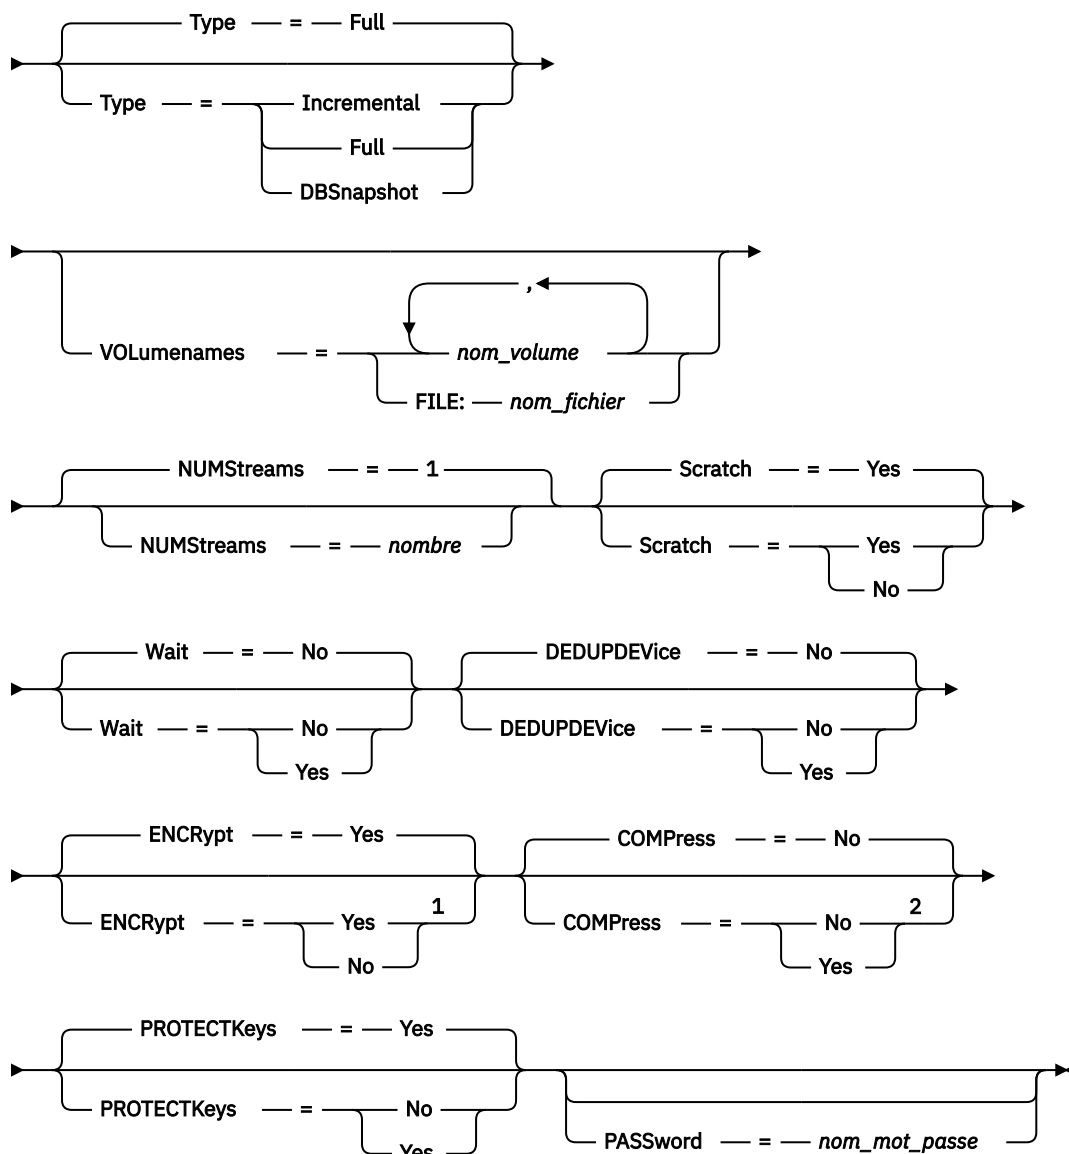 Type = Full
Type = Incremental
Full
DBSnapshot
,
VOLumenames = nom_volume
FILE: nom_fichier
NUMStreams = 1 Scratch = Yes
NUMStreams = nombre Scratch = Yes
No
Wait = No DEDUPDEVice = No
Wait = No DEDUPDEVice = No
Yes Yes
ENCRypt = Yes COMPress = No
ENCRypt = Yes 1 COMPress = No 2
No Yes
PROTECTKeys = Yes
PROTECTKeys = No
Yes PASSword = nom_mot_passe